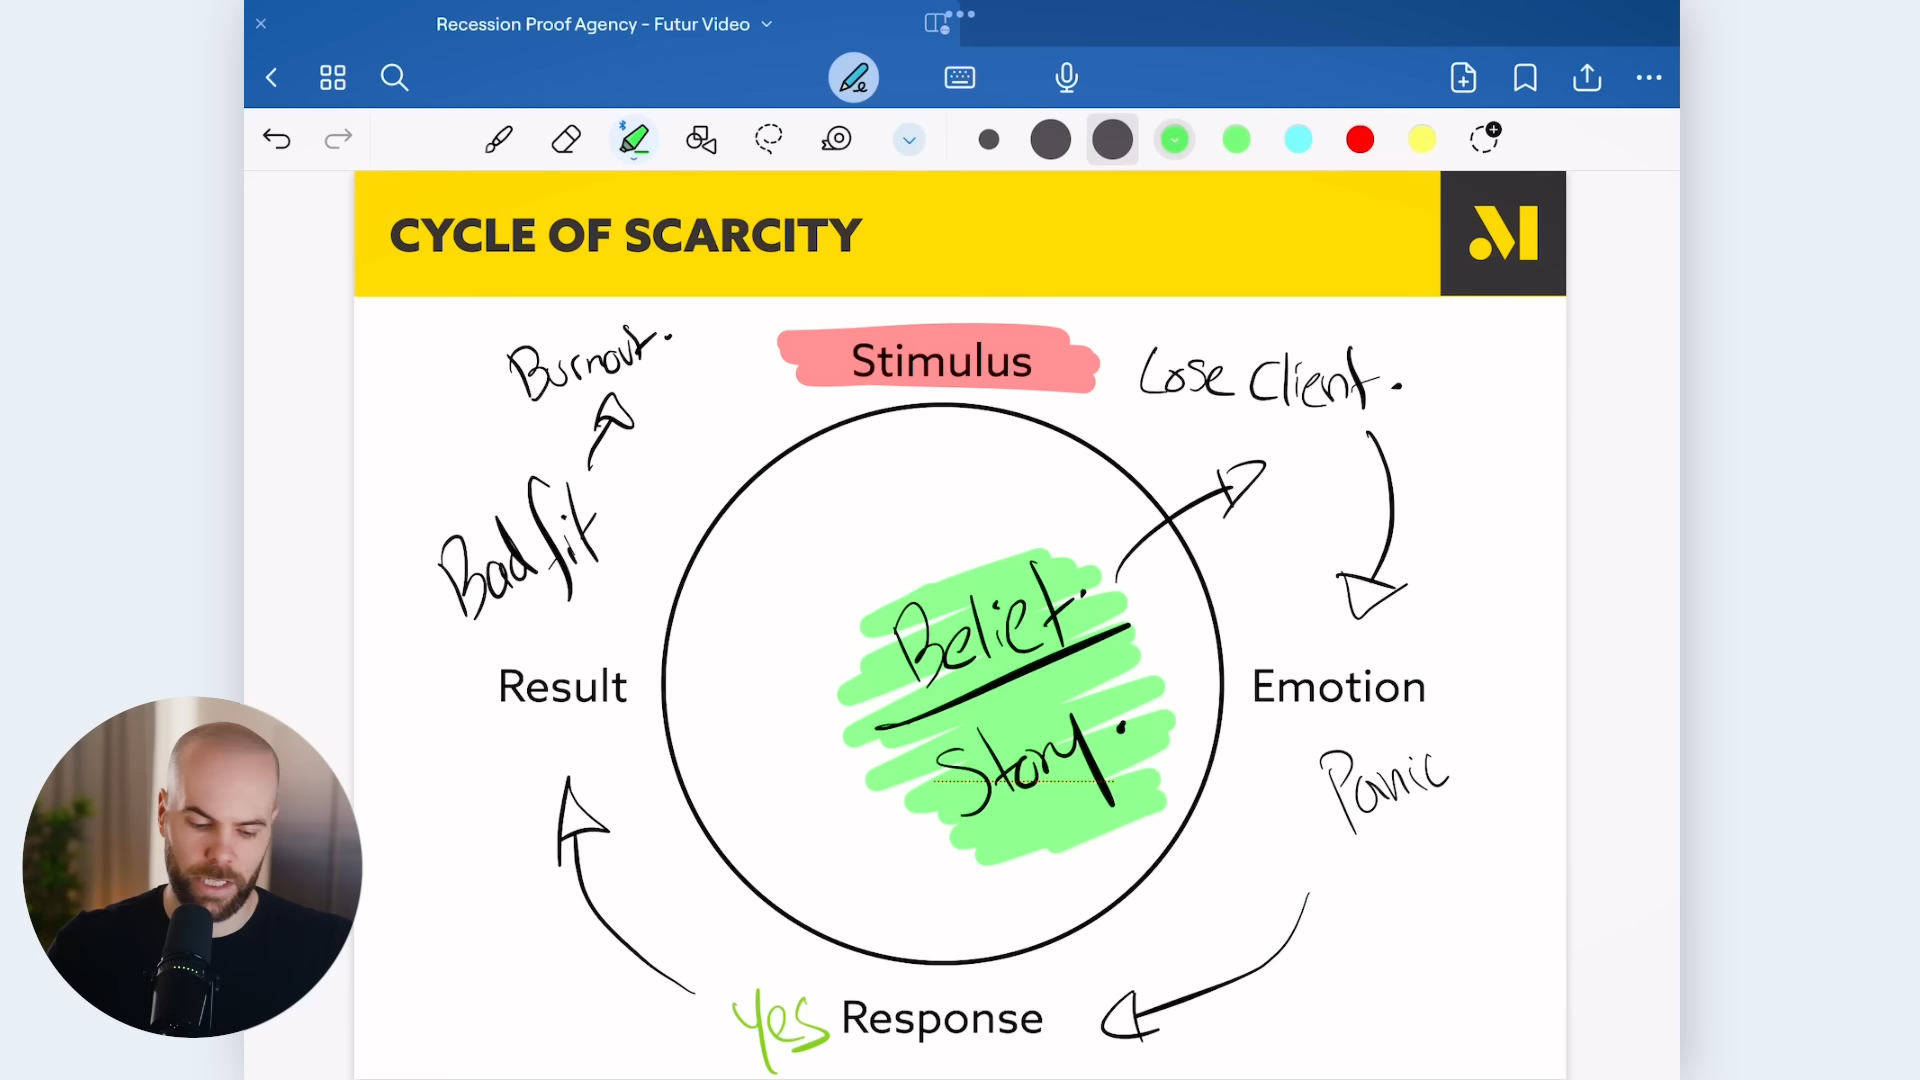 Recession Proof Agency – Futur Video
CYCLE OF SCARCITY
Burnout.
Stimulus
Lose Client.
Bad fit
Belief.
Story.
Result
Emotion
Panic
Yes Response